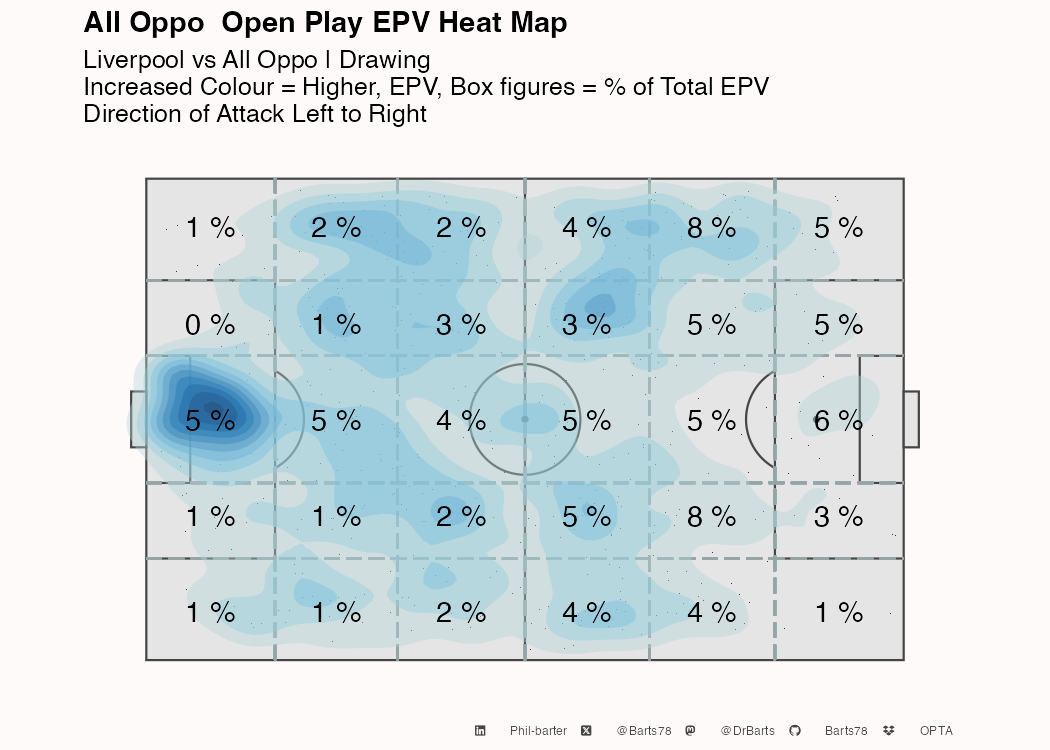 All Oppo  Open Play EPV Heat Map
Liverpool vs All Oppo | Drawing
Increased Colour = Higher, EPV, Box figures = % of Total EPV
Direction of Attack Left to Right
1 % 2 % 2 % 4 % 8 % 5 %
0 % 1 % 3 % 3 % 5 % 5 %
5 % 5 % 4 % 5 % 5 % 6 %
1 % 1 % 2 % 5 % 8 % 3 %
1 % 1 % 2 % 4 % 4 % 1 %
Phil-barter @Barts78 @DrBarts Barts78 OPTA